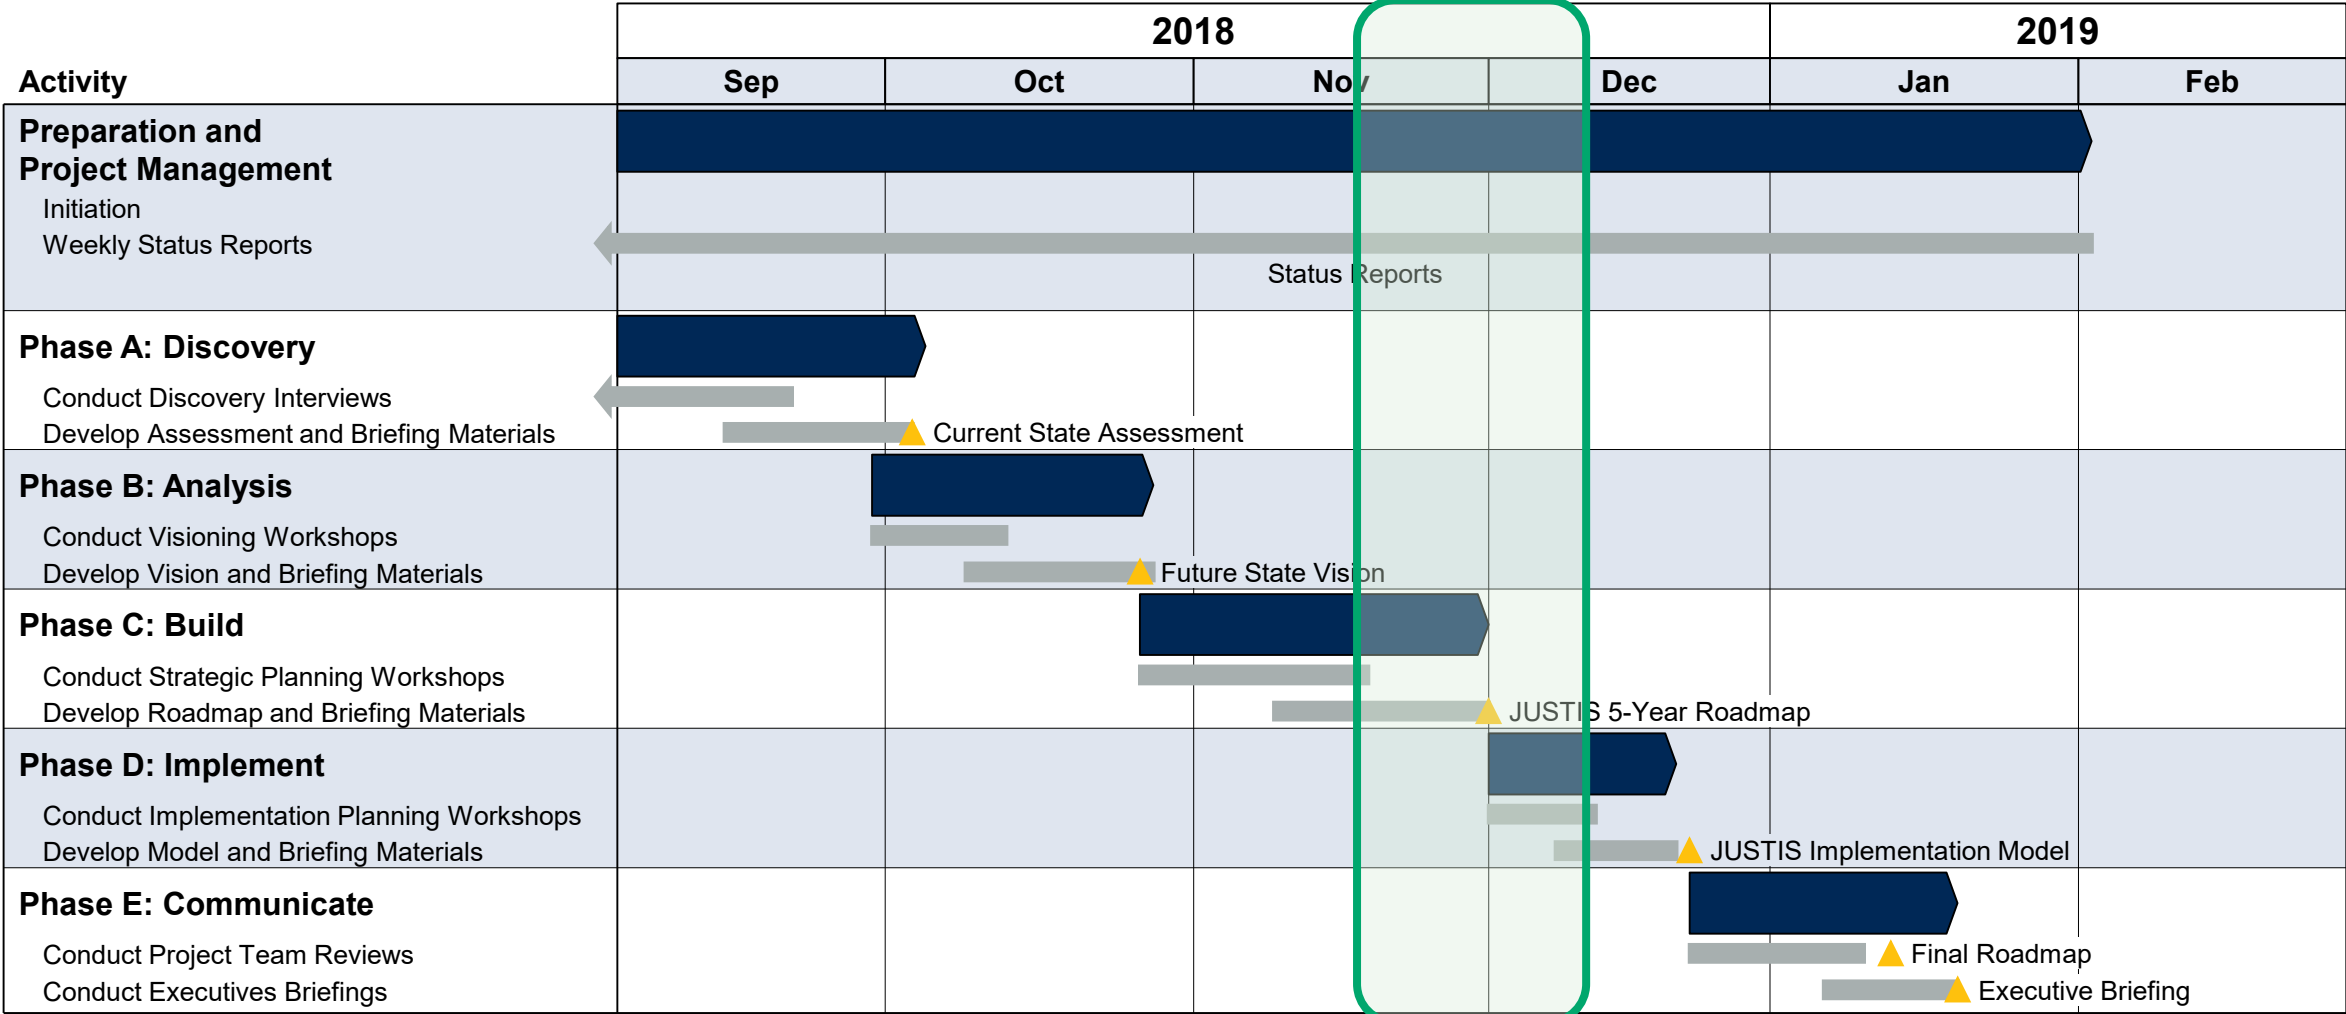 2018
2019
Activity
Sep
Oct
Nov
Dec
Jan
Feb
Preparation and
Project Management
Initiation
Weekly Status Reports
Status Reports
Phase A: Discovery
Conduct Discovery Interviews
Develop Assessment and Briefing Materials
Current State Assessment
Phase B: Analysis
Conduct Visioning Workshops
Develop Vision and Briefing Materials
Future State Vision
Phase C: Build
Conduct Strategic Planning Workshops
Develop Roadmap and Briefing Materials
JUSTIS 5-Year Roadmap
Phase D: Implement
Conduct Implementation Planning Workshops
Develop Model and Briefing Materials
JUSTIS Implementation Model
Phase E: Communicate
Conduct Project Team Reviews
Final Roadmap
Conduct Executives Briefings
Executive Briefing